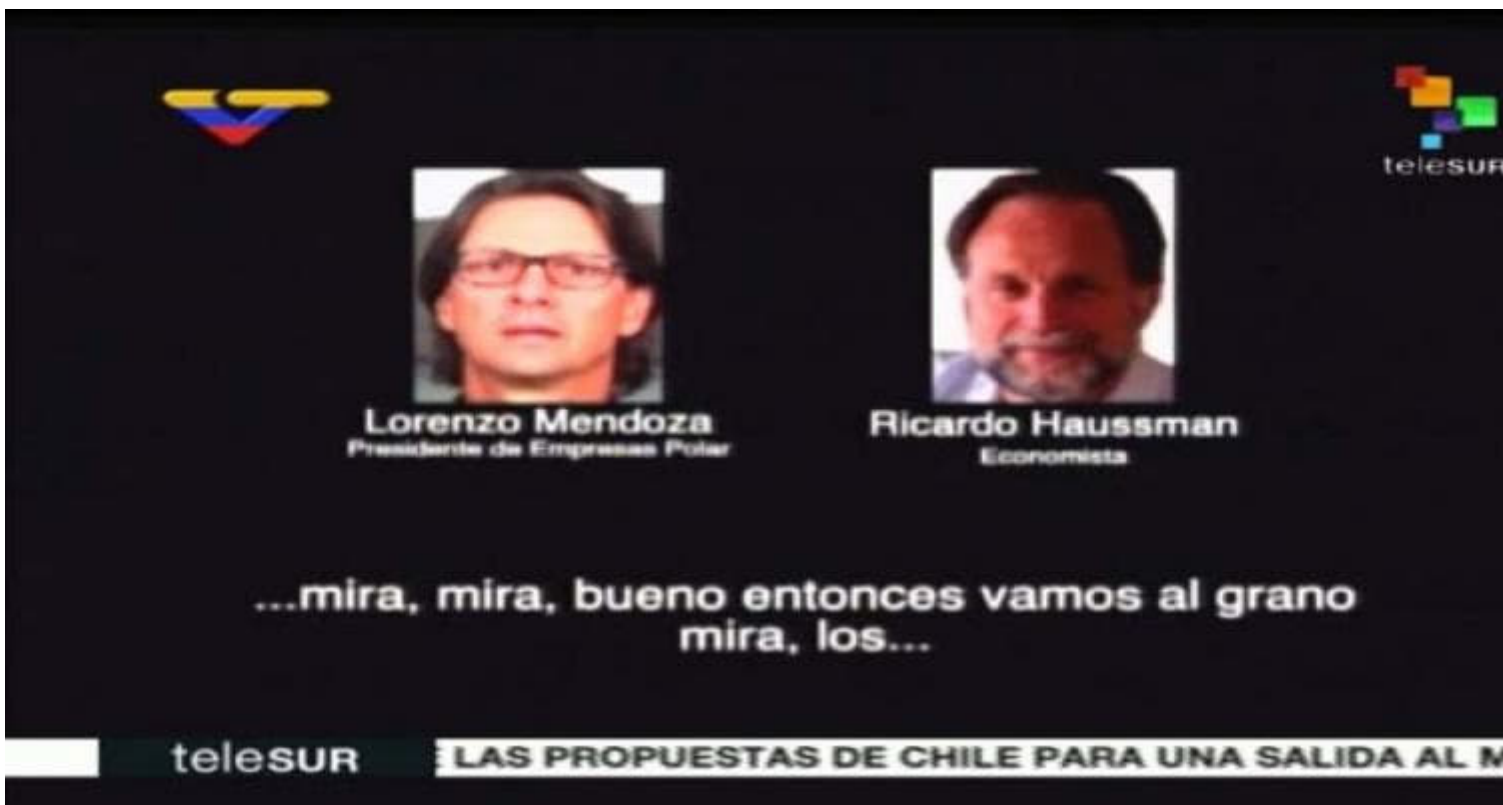 teleSUR
Lorenzo Mendoza
Presidente de Empresas Polar
Ricardo Haussman
Economista
...mira, mira, bueno entonces vamos al grano
mira, los...
teleSUR
LAS PROPUESTAS DE CHILE PARA UNA SALIDA AL M